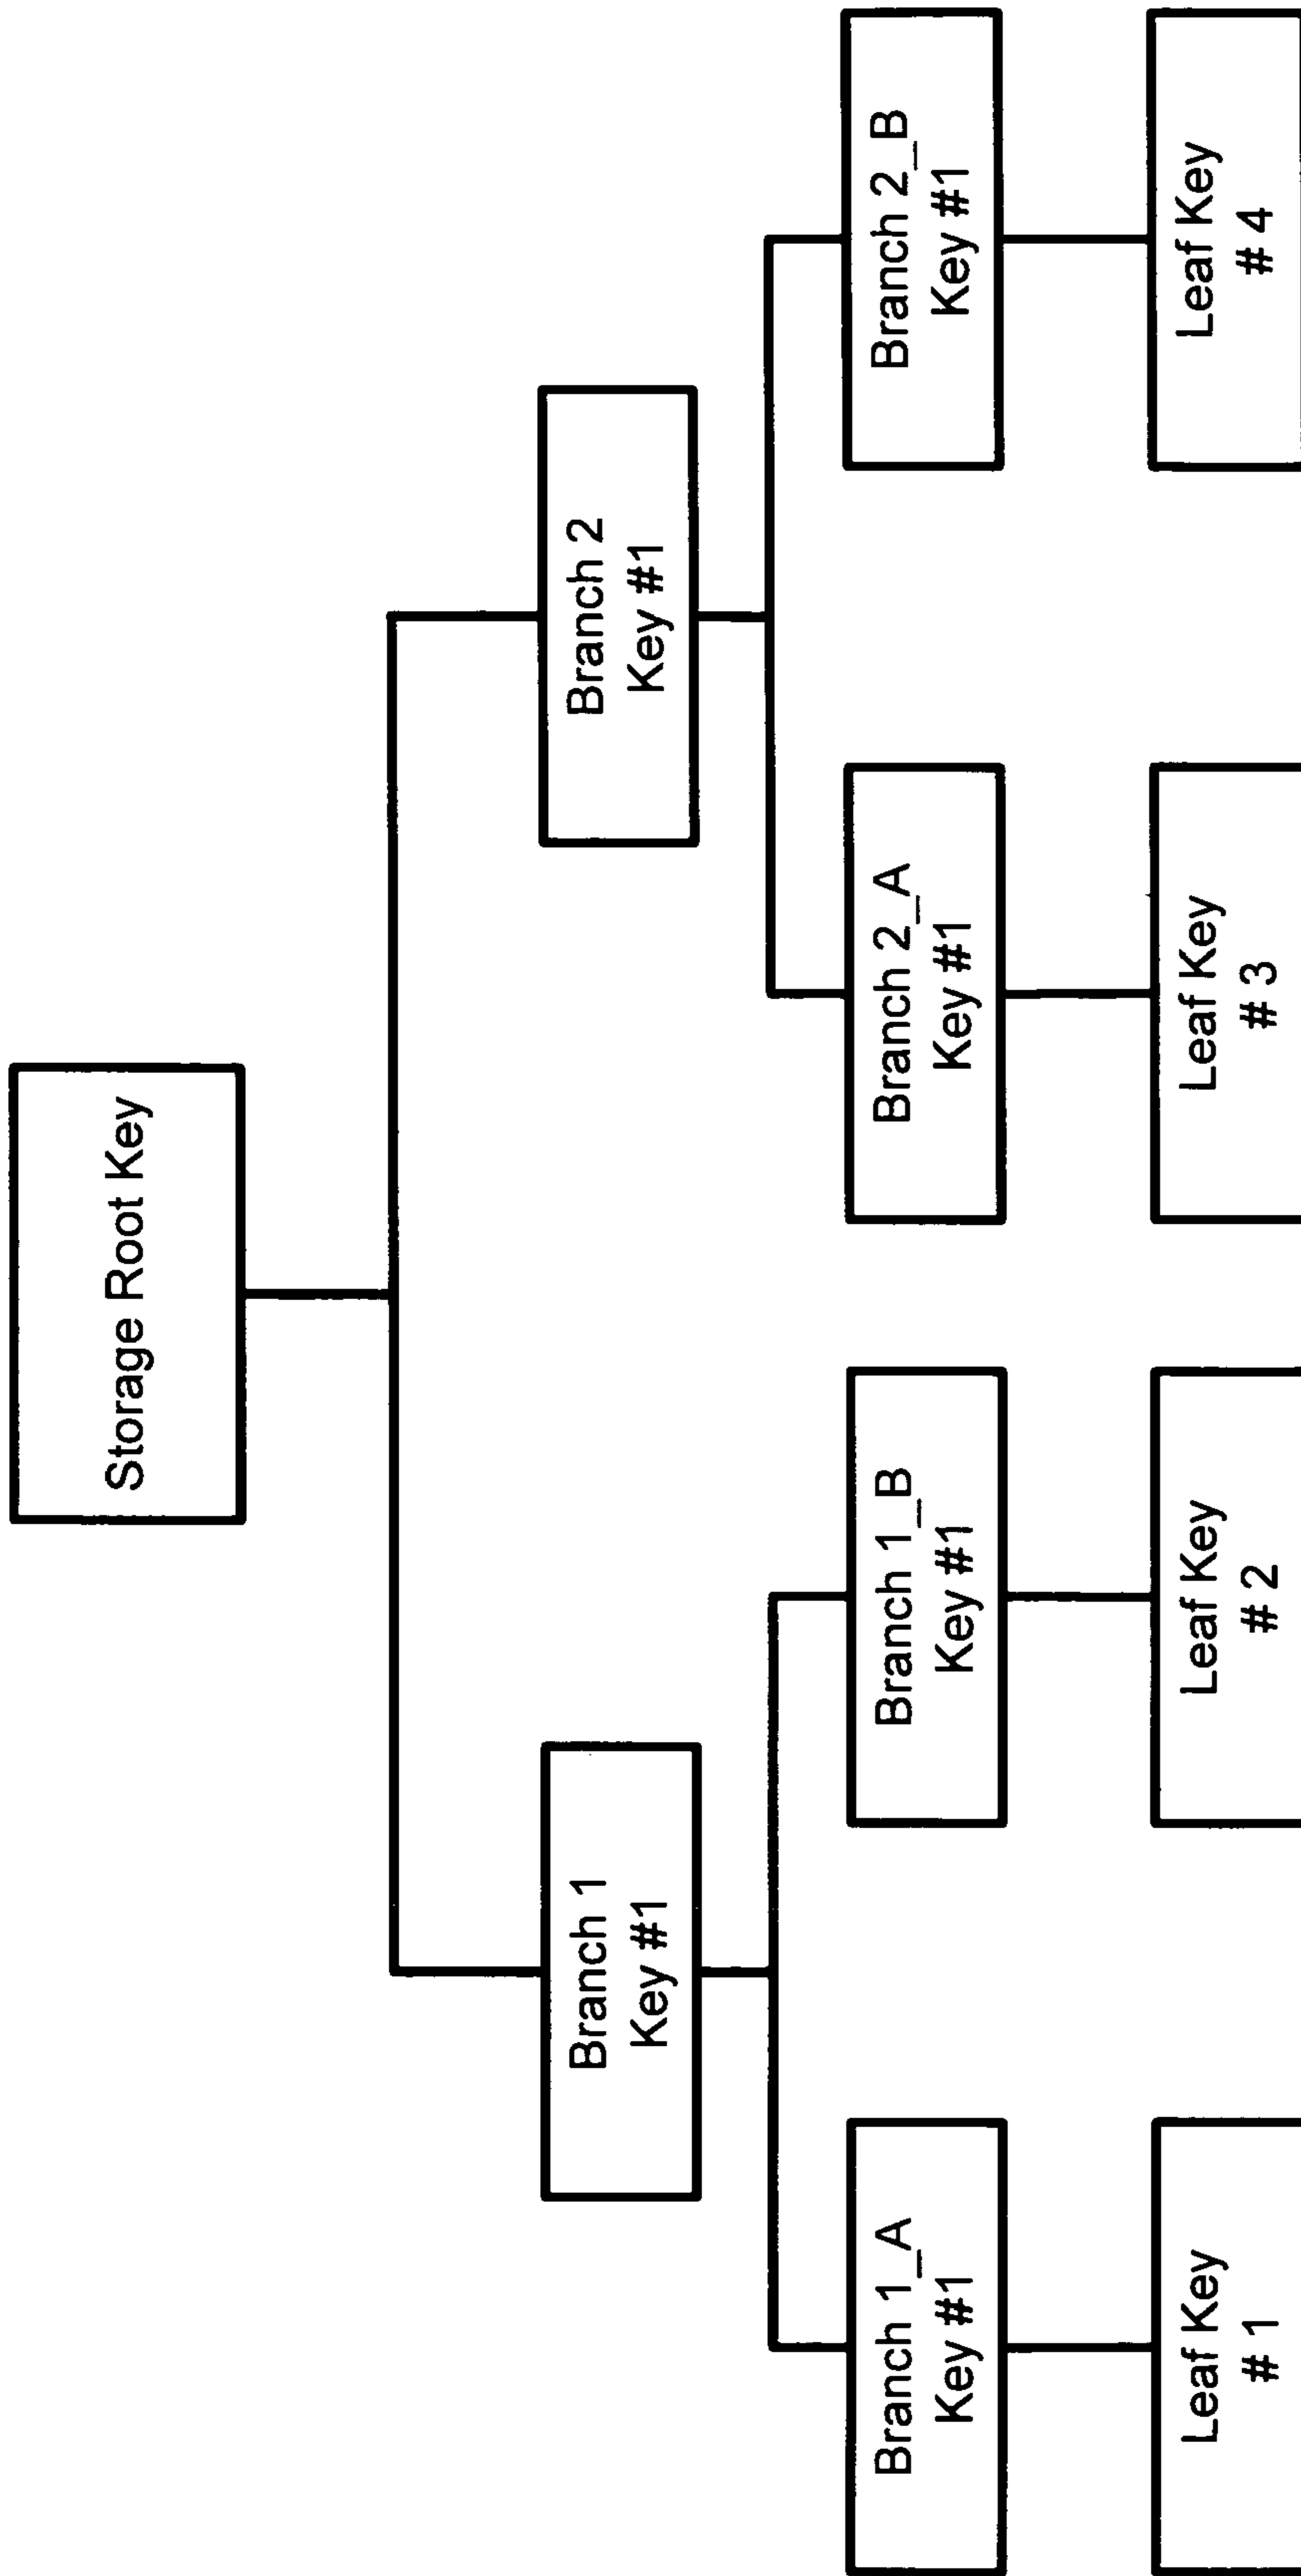 Storage Root Key
Branch 1
Key #1
Branch 2
Key #1
Branch 1_A
Key #1
Branch 1_B
Key #1
Branch 2_A
Key #1
Branch 2_B
Key #1
Leaf Key
# 1
Leaf Key
# 2
Leaf Key
# 3
Leaf Key
# 4